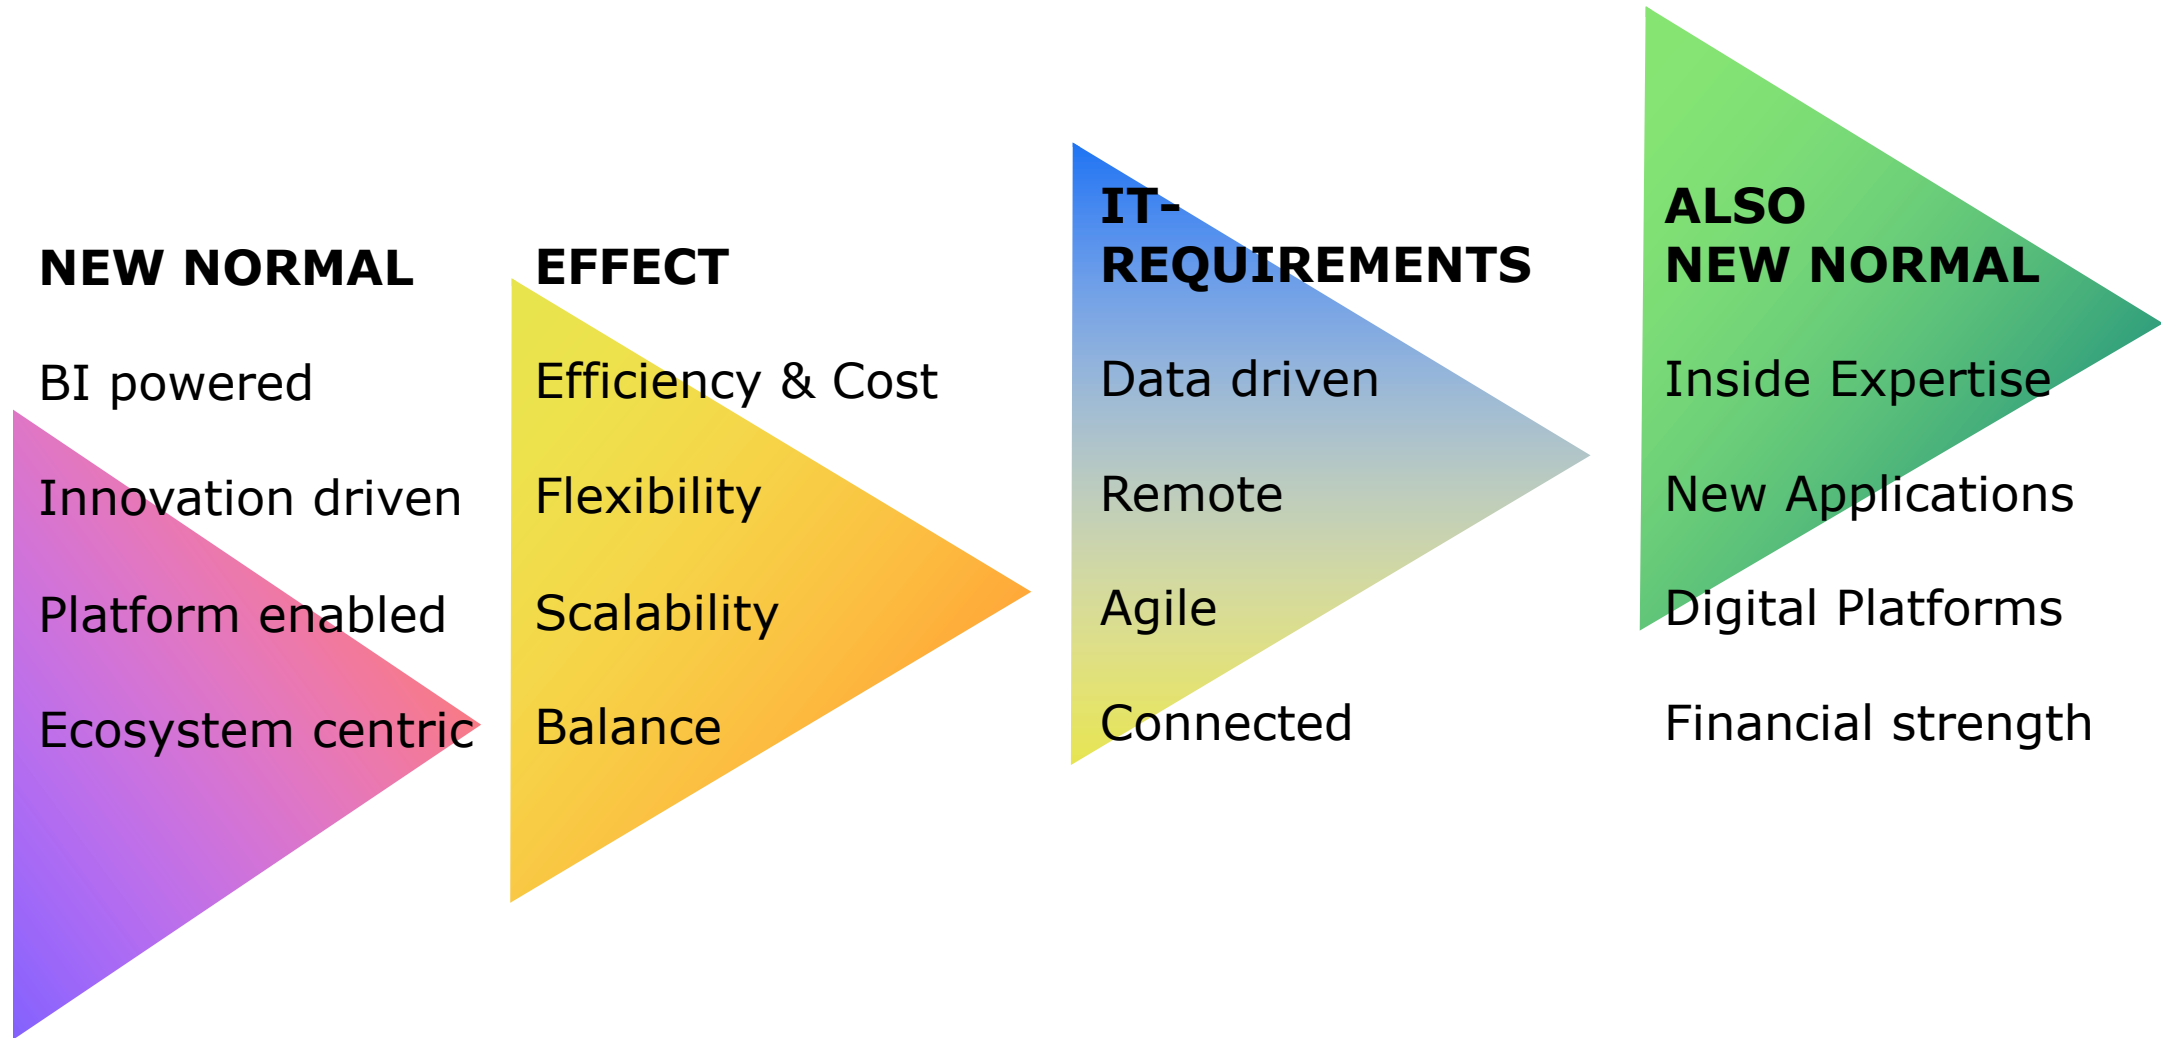 NEW NORMAL
BI powered
Innovation driven
Platform enabled
Ecosystem centric
EFFECT
Efficiency & Cost
Flexibility
Scalability
Balance
IT-
REQUIREMENTS
Data driven
Remote
Agile
Connected
ALSO
NEW NORMAL
Inside Expertise
New Applications
Digital Platforms
Financial strength